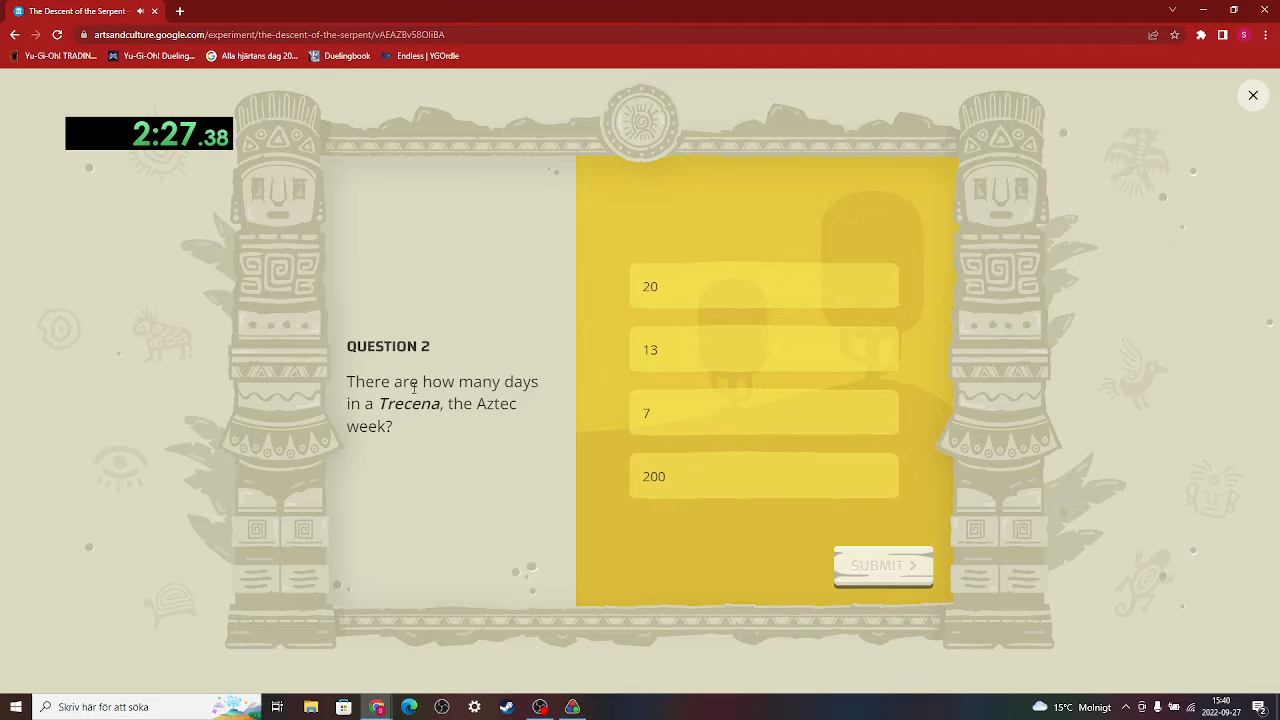 The Descent of the Serpent –
artsandculture.google.com/experiment/the-descent-of-the-serpent/vAEAZBv58OIiBA
S
Yu-Gi-Oh! TRADIN...
Yu-Gi-Oh! Dueling...
Alla hjärtans dag 20...
Duelingbook
Endless | YGOrdle
2:27.38
QUESTION 2
There are how many days
in a Trecena, the Aztec
week?
20
13
7
200
SUBMIT >
Skriv här för att söka
15°C Molnigt
15:40
2022-09-27